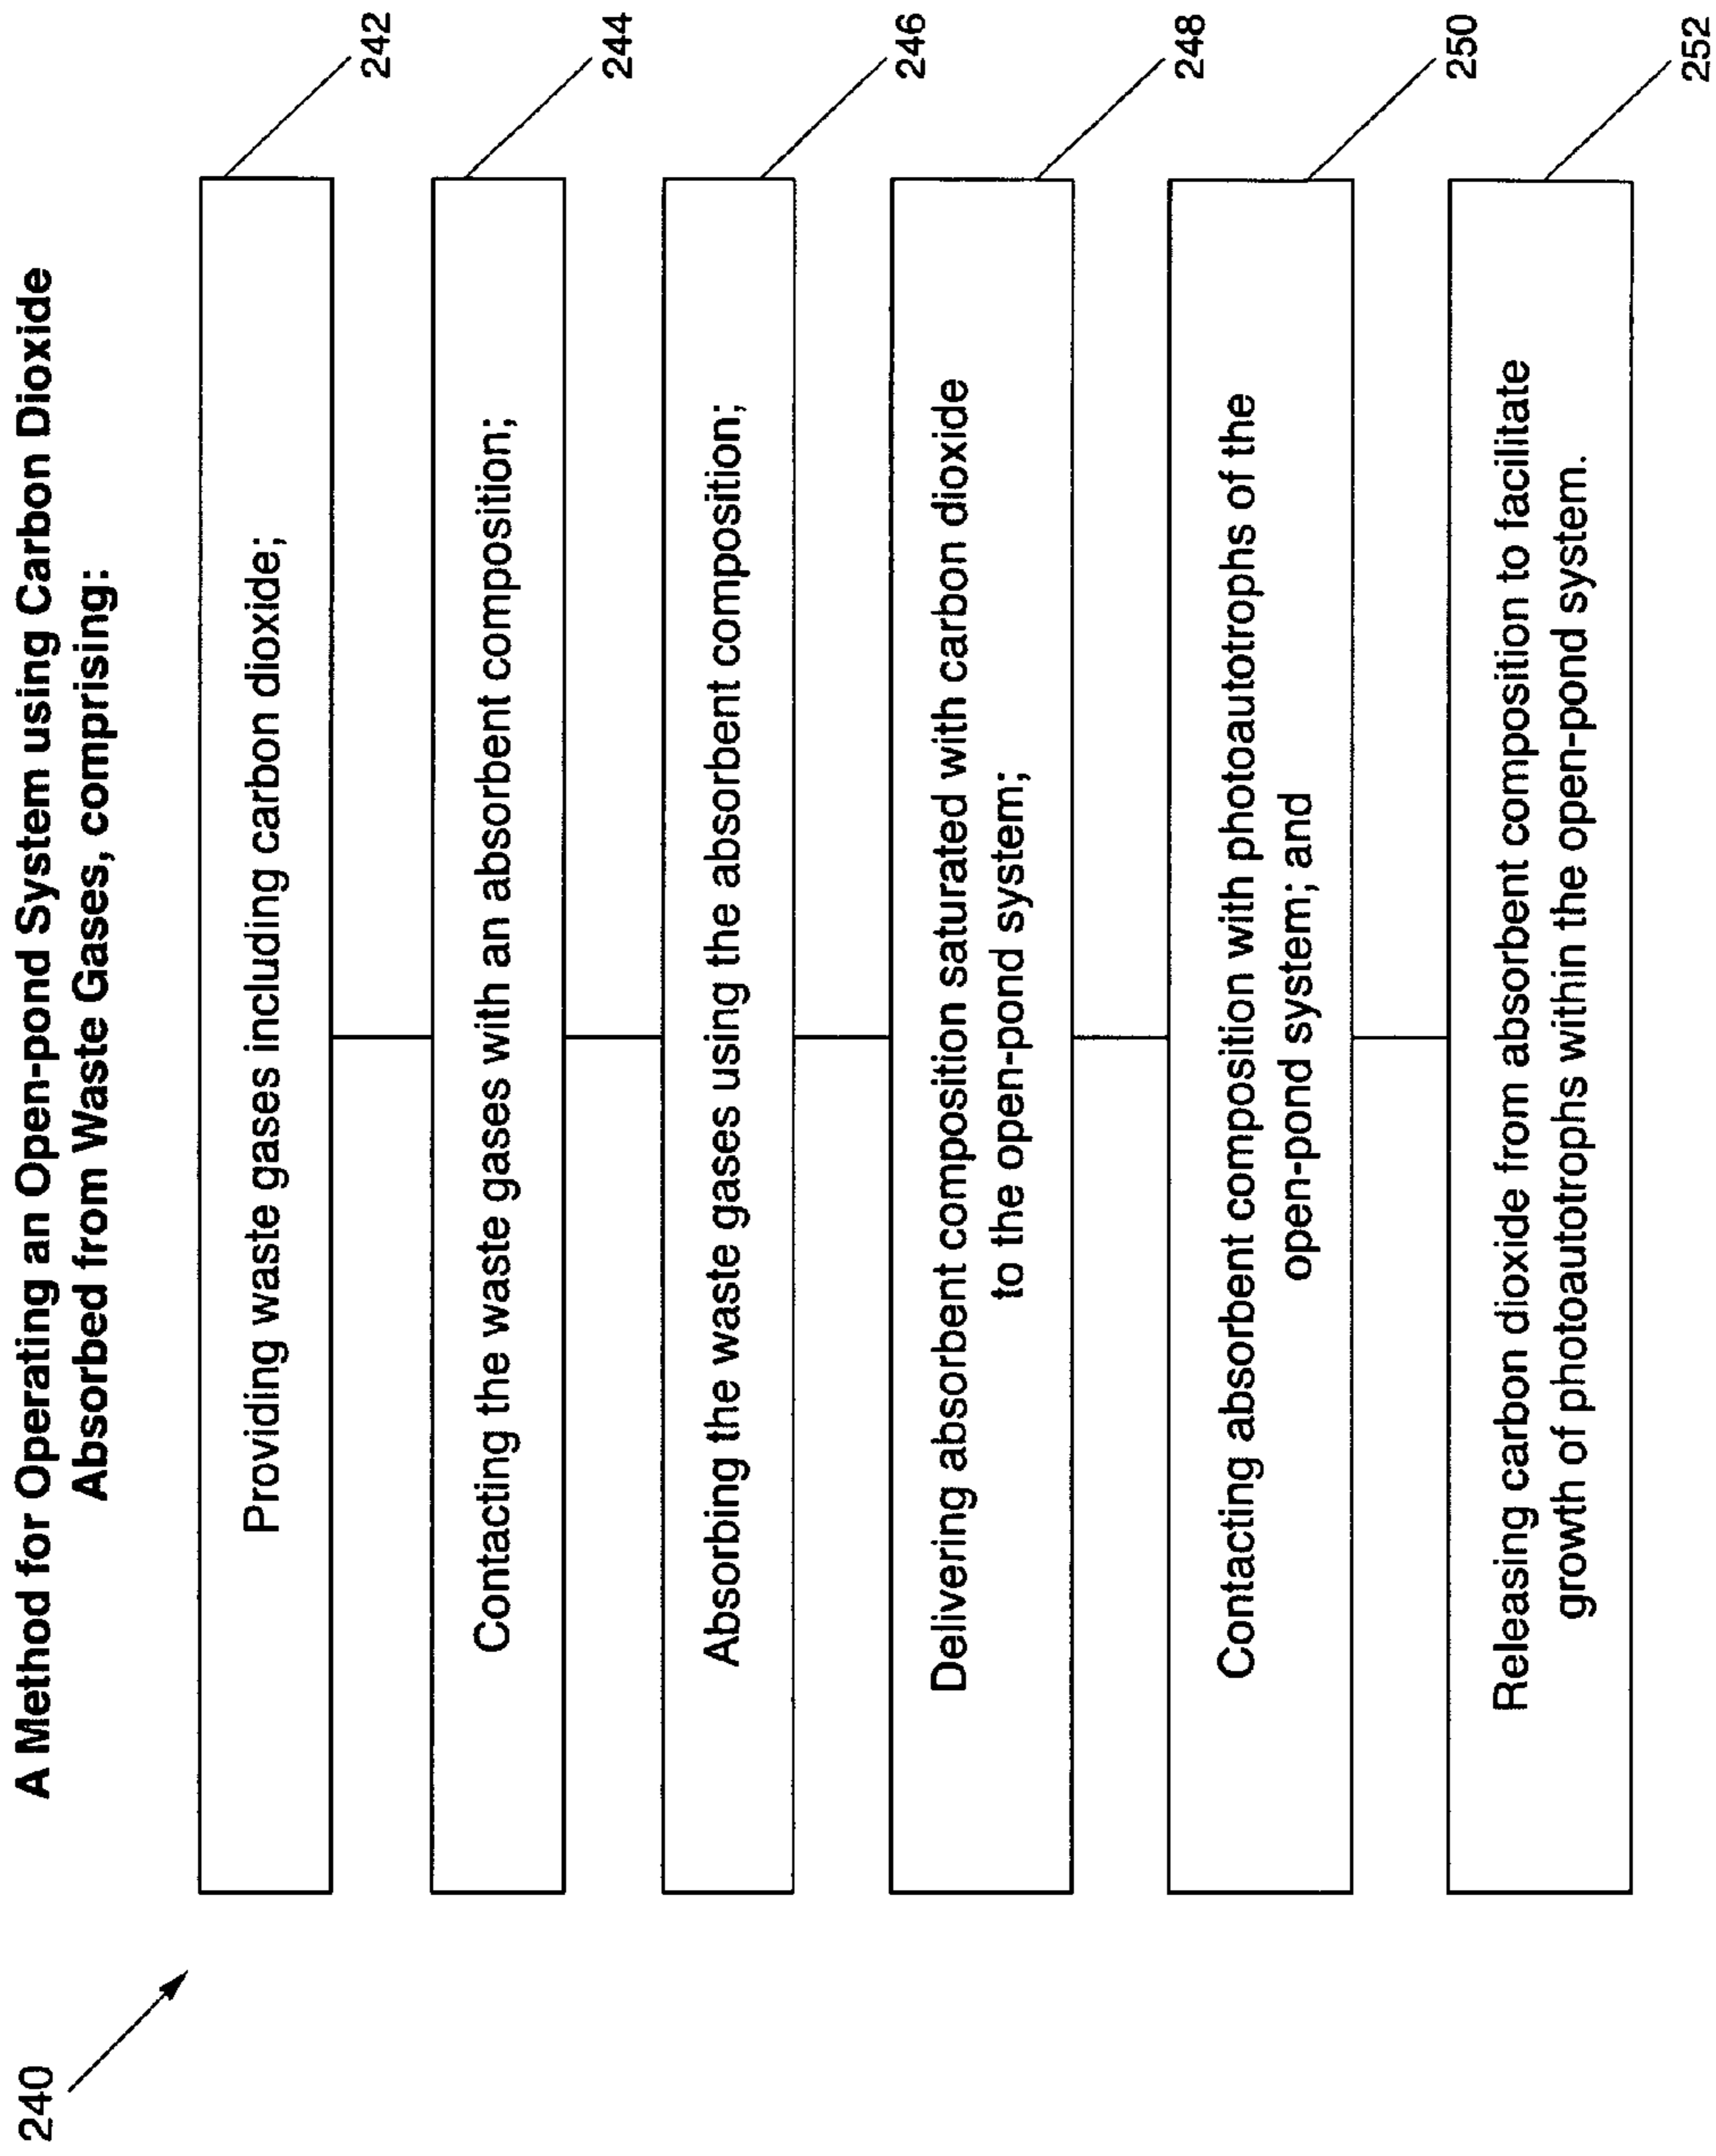 A Method for Operating an Open-pond System using Carbon Dioxide
Absorbed from Waste Gases, comprising:
240
Providing waste gases including carbon dioxide;
242
Contacting the waste gases with an absorbent composition;
244
Absorbing the waste gases using the absorbent composition;
246
Delivering absorbent composition saturated with carbon dioxide
to the open-pond system;
248
Contacting absorbent composition with photoautotrophs of the
open-pond system; and
250
Releasing carbon dioxide from absorbent composition to facilitate
growth of photoautotrophs within the open-pond system.
252